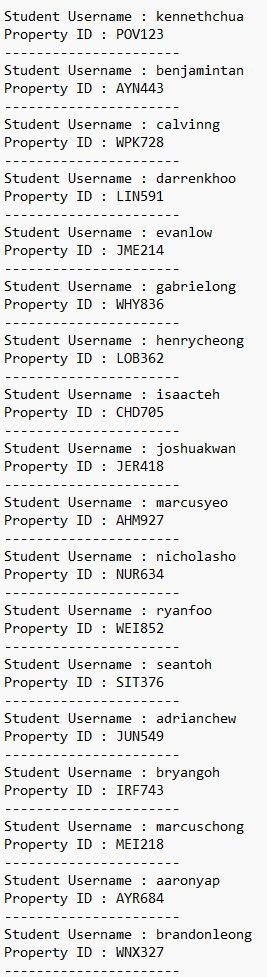 Student Username : kennethchua
Property ID : POV123
----------------------
Student Username : benjamintan
Property ID : AYN443
----------------------
Student Username : calvinng
Property ID : WPK728
----------------------
Student Username : darrenkhoo
Property ID : LIN591
----------------------
Student Username : evanlow
Property ID : JME214
----------------------
Student Username : gabrielong
Property ID : WHY836
----------------------
Student Username : henrycheong
Property ID : LOB362
----------------------
Student Username : isaacteh
Property ID : CHD705
----------------------
Student Username : joshuakwan
Property ID : JER418
----------------------
Student Username : marcusyeo
Property ID : AHM927
----------------------
Student Username : nicholasho
Property ID : NUR634
----------------------
Student Username : ryanfoo
Property ID : WEI852
----------------------
Student Username : seantoh
Property ID : SIT376
----------------------
Student Username : adrianchew
Property ID : JUN549
----------------------
Student Username : bryangoh
Property ID : IRF743
----------------------
Student Username : marcuschong
Property ID : MEI218
----------------------
Student Username : aaronyap
Property ID : AYR684
----------------------
Student Username : brandonleong
Property ID : WNX327
----------------------